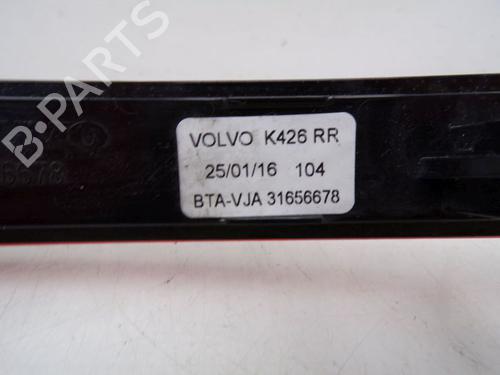 VOLVO K426 RR
25/01/16 104
BTA-VJA 31656678
B-PARTS